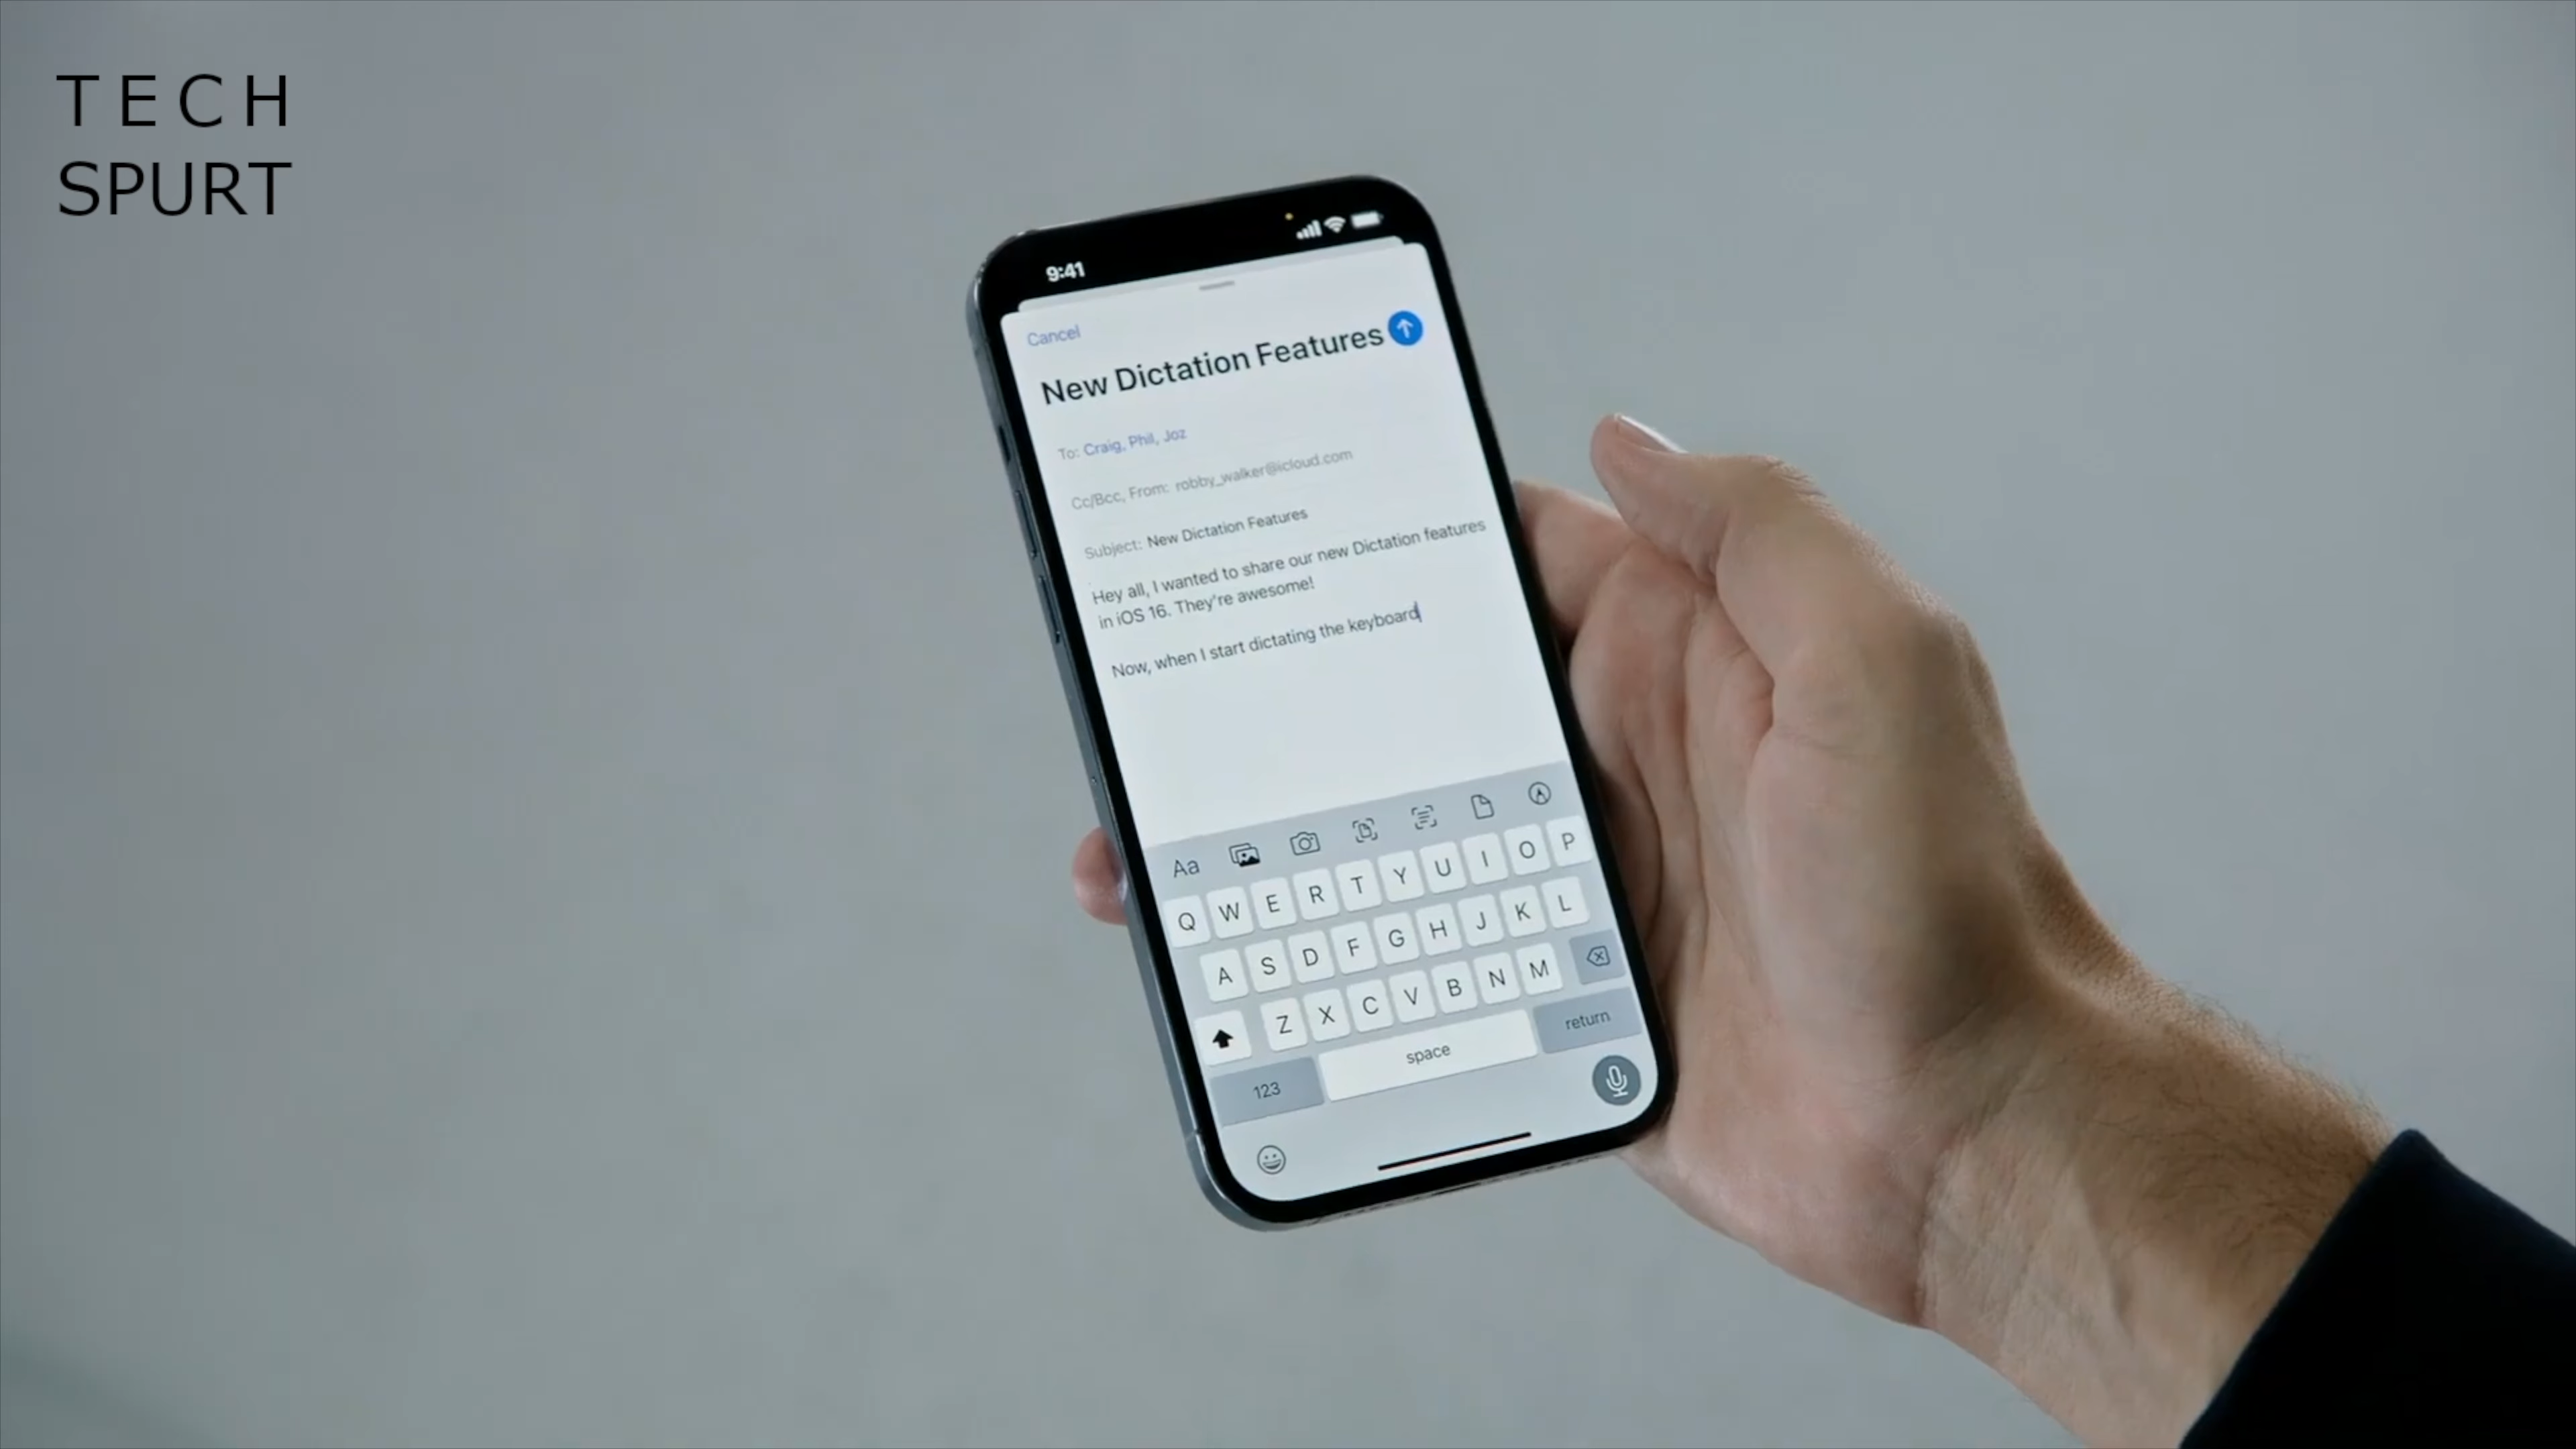 TECH
SPURT
9:41
Cancel
New Dictation Features
To: Craig, Phil, Joz
Cc/Bcc, From: robby_walker@icloud.com
Subject: New Dictation Features
Hey all, I wanted to share our new Dictation features
in iOS 16. They're awesome!
Now, when I start dictating the keyboard
Aa
Q W E R T Y U I O P
A S D F G H J K L
Z X C V B N M
123 space return